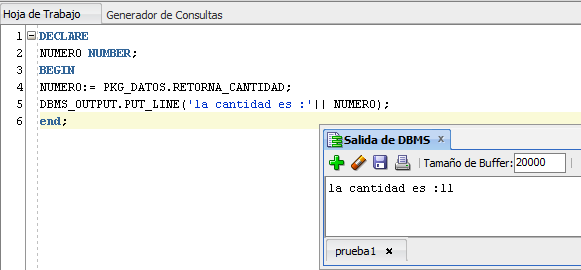 Hoja de Trabajo
Generador de Consultas
1 DECLARE
2 NUMERO NUMBER;
3 BEGIN
4 NUMERO:= PKG_DATOS.RETORNA_CANTIDAD;
5 DBMS_OUTPUT.PUT_LINE('la cantidad es :'|| NUMERO);
6 end;
Salida de DBMS x
Tamaño de Buffer: 20000
la cantidad es :11
prueba1 x